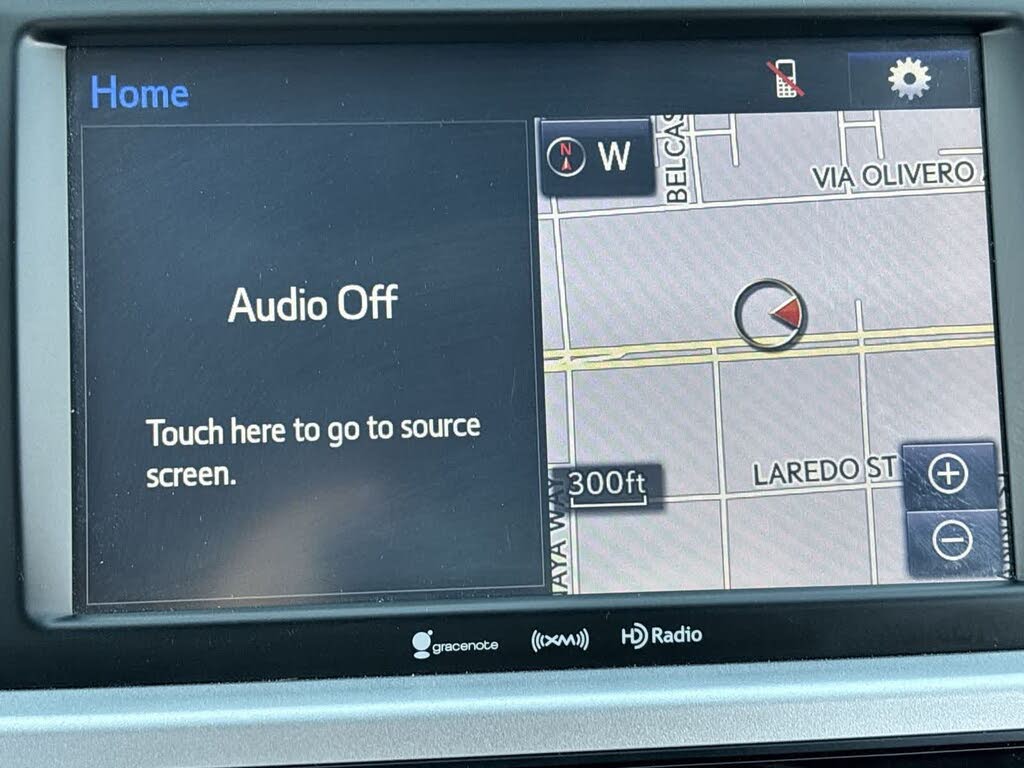 Home
N
W
BELCAS
VIA OLIVERO
Audio Off
Touch here to go to source
screen.
LAREDO ST
300ft
AYA WAY
gracenote
((XM))
HD Radio